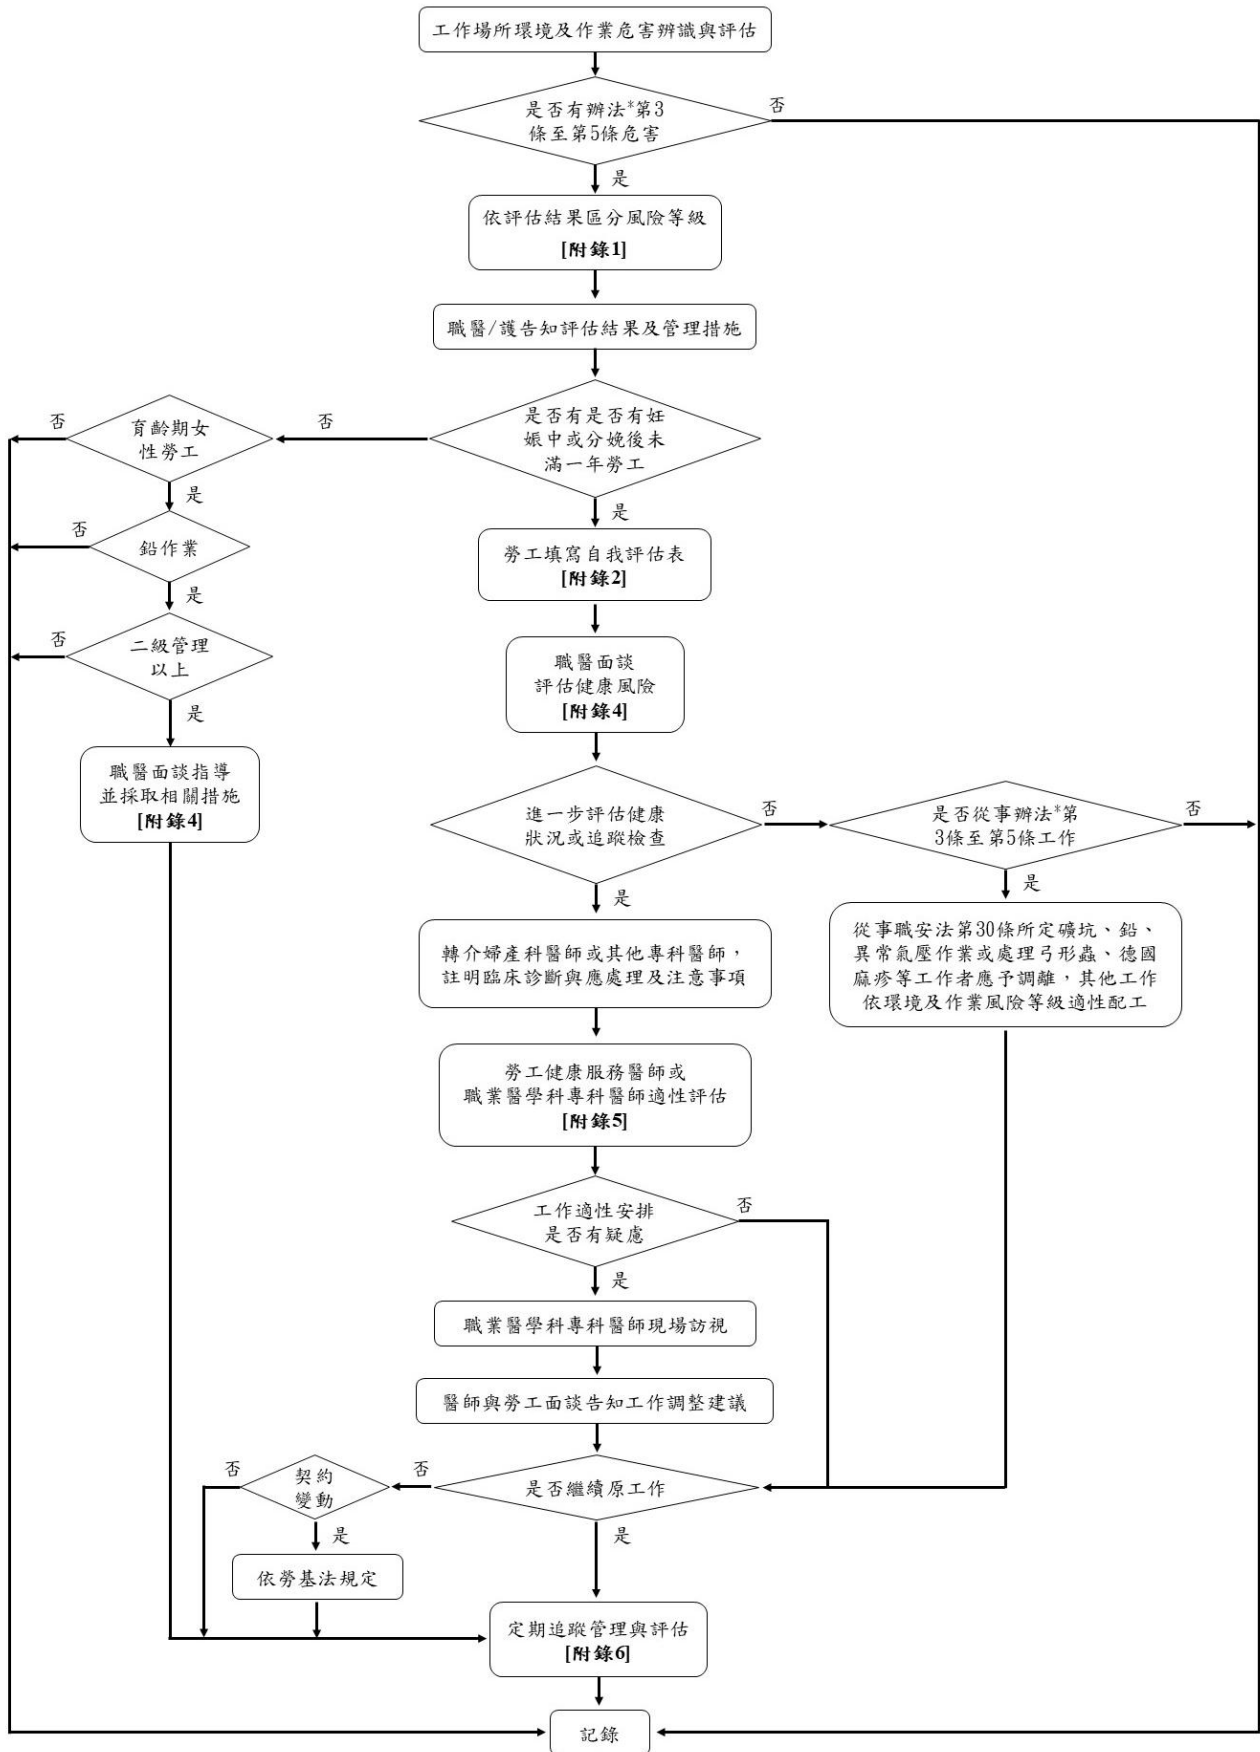 工作場所環境及作業危害辨識與評估
是否有辦法*第3
條至第5條危害
否
是
依評估結果區分風險等級
[附錄1]
職醫/護告知評估結果及管理措施
是否有是否有妊
娠中或分娩後未
滿一年勞工
否
育齡期女
性勞工
否
是
是
鉛作業
否
是
勞工填寫自我評估表
[附錄2]
二級管理
以上
否
是
職醫面談
評估健康風險
[附錄4]
職醫面談指導
並採取相關措施
[附錄4]
進一步評估健康
狀況或追蹤檢查
否
是否從事辦法*第
3條至第5條工作
否
是
是
轉介婦產科醫師或其他專科醫師，
註明臨床診斷與應處理及注意事項
從事職安法第30條所定礦坑、鉛、
異常氣壓作業或處理弓形蟲、德國
麻疹等工作者應予調離，其他工作
依環境及作業風險等級適性配工
勞工健康服務醫師或
職業醫學科專科醫師適性評估
[附錄5]
工作適性安排
是否有疑慮
否
是
職業醫學科專科醫師現場訪視
醫師與勞工面談告知工作調整建議
是否繼續原工作
否
契約
變動
否
是
是
依勞基法規定
定期追蹤管理與評估
[附錄6]
記錄